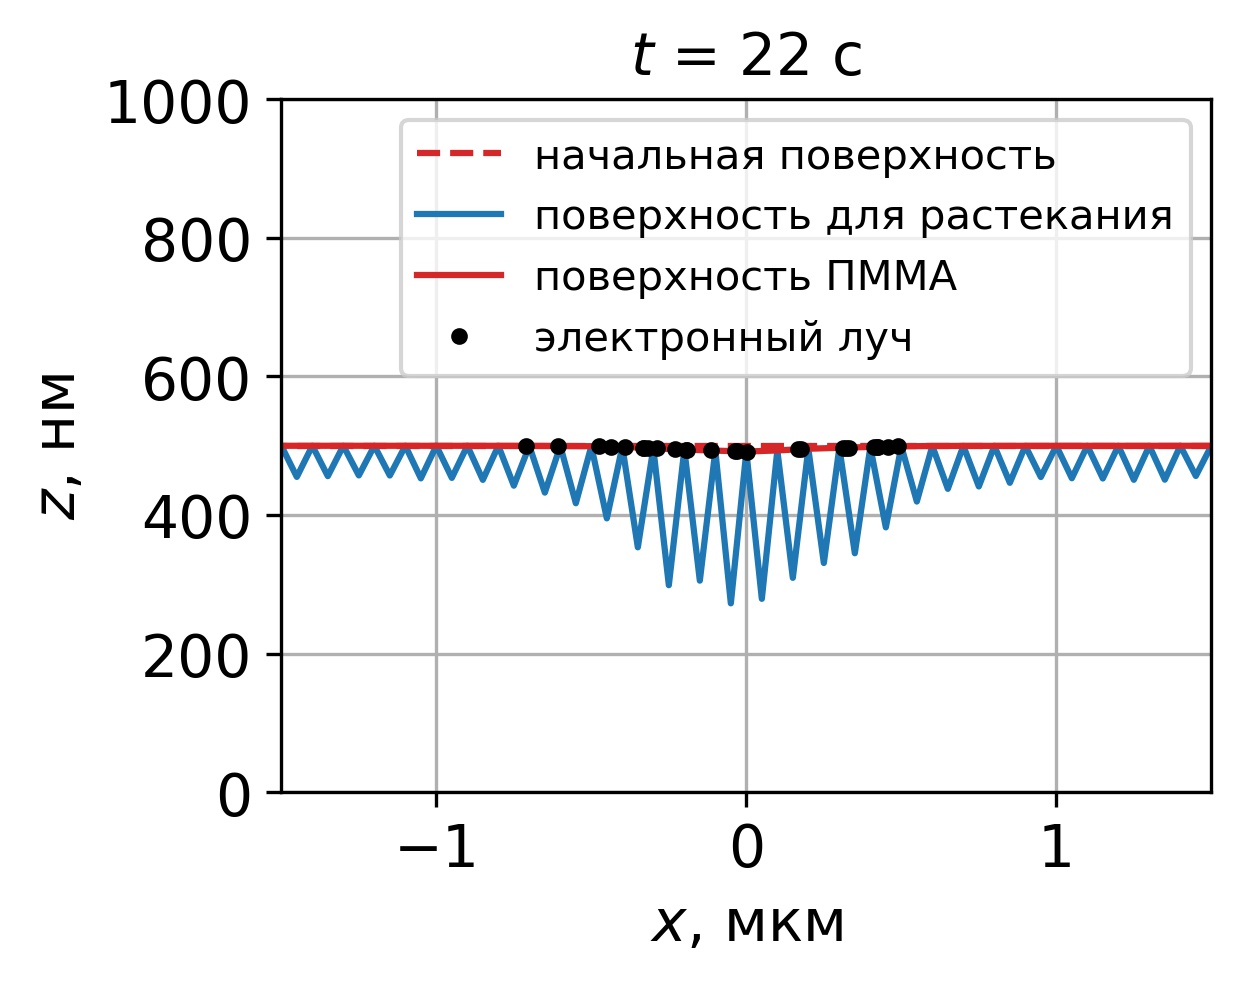 t = 22 с
1000
800
600
400
200
0
начальная поверхность
поверхность для растекания
поверхность ПММА
электронный луч
z, нм
−1
0
1
x, мкм